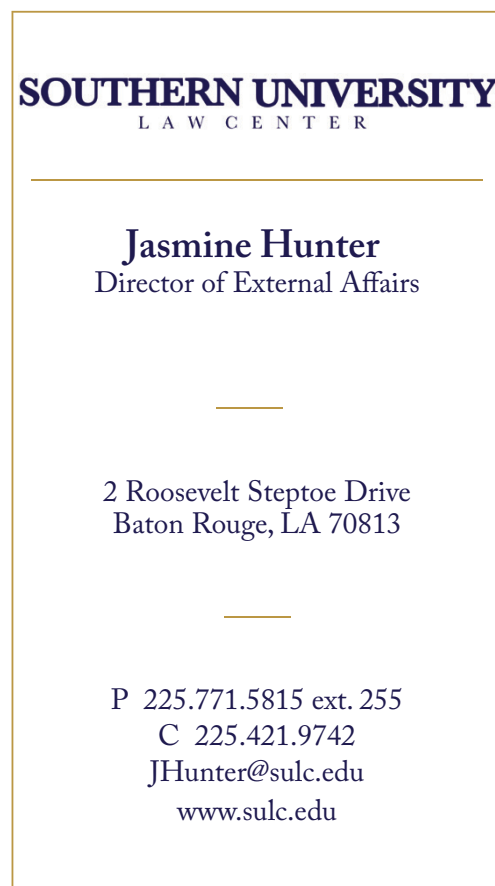 SOUTHERN UNIVERSITY
LAW CENTER
Jasmine Hunter
Director of External Affairs
2 Roosevelt Steptoe Drive
Baton Rouge, LA 70813
P 225.771.5815 ext. 255
C 225.421.9742
JHunter@sulc.edu
www.sulc.edu